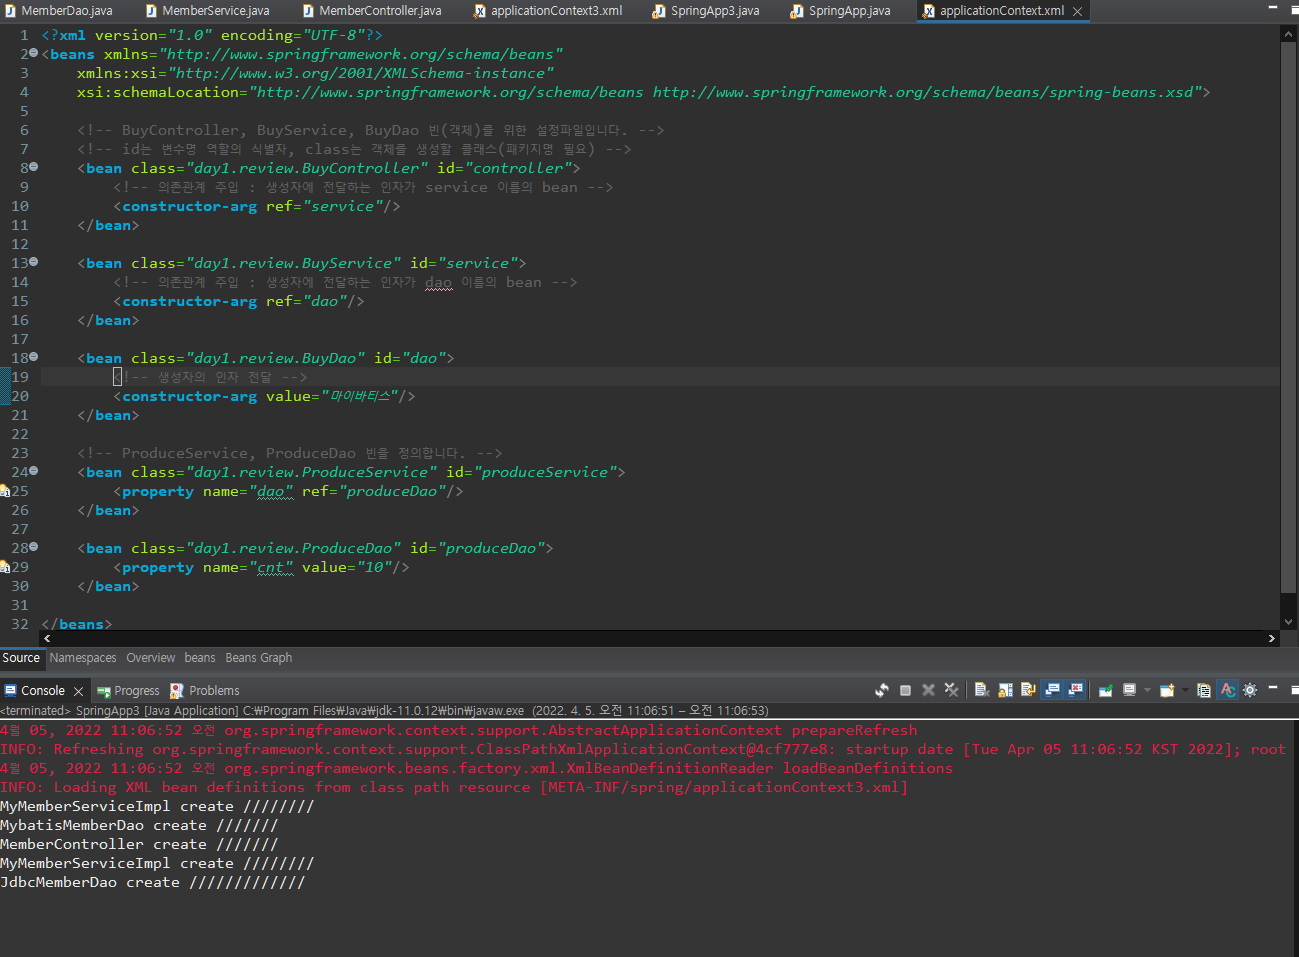 MemberDao.java MemberService.java MemberController.java applicationContext3.xml SpringApp3.java SpringApp.java applicationContext.xml
1 <?xml version="1.0" encoding="UTF-8"?>
2 <beans xmlns="http://www.springframework.org/schema/beans"
3 xmlns:xsi="http://www.w3.org/2001/XMLSchema-instance"
4 xsi:schemaLocation="http://www.springframework.org/schema/beans http://www.springframework.org/schema/beans/spring-beans.xsd">
5
6 <!-- BuyController, BuyService, BuyDao 빈(객체)를 위한 설정파일입니다. -->
7 <!-- id는 변수명 역할의 식별자, class는 객체를 생성할 클래스(패키지명 필요) -->
8 <bean class="day1.review.BuyController" id="controller">
9 <!-- 의존관계 주입 : 생성자에 전달하는 인자가 service 이름의 bean -->
10 <constructor-arg ref="service"/>
11 </bean>
12
13 <bean class="day1.review.BuyService" id="service">
14 <!-- 의존관계 주입 : 생성자에 전달하는 인자가 dao 이름의 bean -->
15 <constructor-arg ref="dao"/>
16 </bean>
17
18 <bean class="day1.review.BuyDao" id="dao">
19 <!-- 생성자의 인자 전달 -->
20 <constructor-arg value="마이바티스"/>
21 </bean>
22
23 <!-- ProduceService, ProduceDao 빈을 정의합니다. -->
24 <bean class="day1.review.ProduceService" id="produceService">
25 <property name="dao" ref="produceDao"/>
26 </bean>
27
28 <bean class="day1.review.ProduceDao" id="produceDao">
29 <property name="cnt" value="10"/>
30 </bean>
31
32 </beans>
Source Namespaces Overview beans Beans Graph
Console Progress Problems
<terminated> SpringApp3 [Java Application] C:₩Program Files₩Java₩jdk-11.0.12₩bin₩javaw.exe (2022. 4. 5. 오전 11:06:51 – 오전 11:06:53)
4월 05, 2022 11:06:52 오전 org.springframework.context.support.AbstractApplicationContext prepareRefresh
INFO: Refreshing org.springframework.context.support.ClassPathXmlApplicationContext@4cf777e8: startup date [Tue Apr 05 11:06:52 KST 2022]; root
4월 05, 2022 11:06:52 오전 org.springframework.beans.factory.xml.XmlBeanDefinitionReader loadBeanDefinitions
INFO: Loading XML bean definitions from class path resource [META-INF/spring/applicationContext3.xml]
MyMemberServiceImpl create ////////
MybatisMemberDao create ///////
MemberController create ///////
MyMemberServiceImpl create ////////
JdbcMemberDao create /////////////